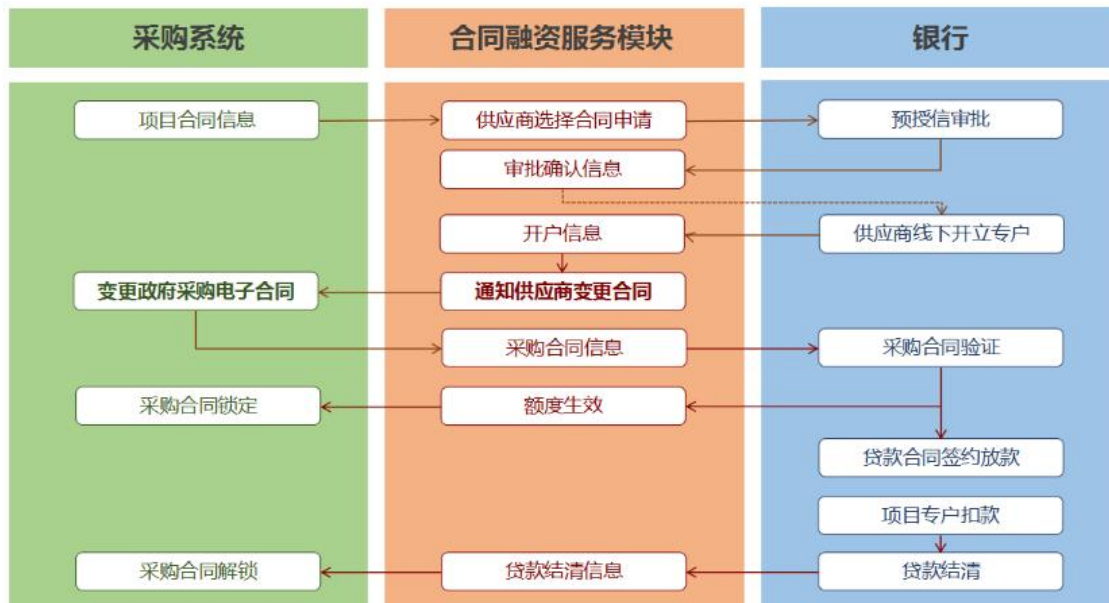 采购系统
合同融资服务模块
银行
项目合同信息
供应商选择合同申请
预授信审批
审批确认信息
开户信息
供应商线下开立专户
变更政府采购电子合同
通知供应商变更合同
采购合同信息
采购合同验证
采购合同锁定
额度生效
贷款合同签约放款
项目专户扣款
采购合同解锁
贷款结清信息
贷款结清